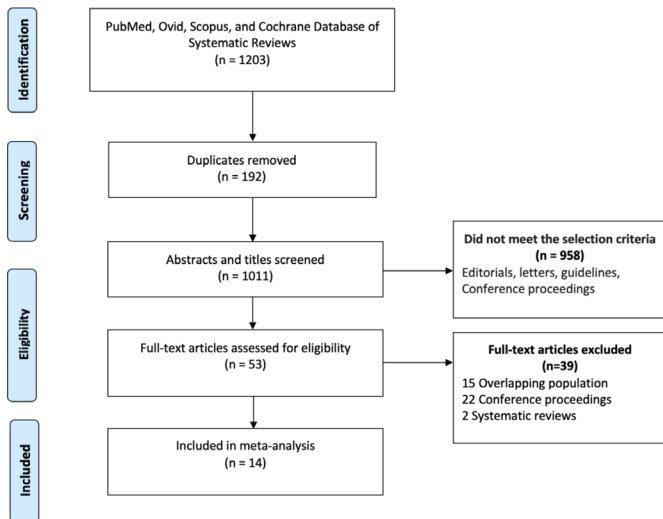 Identification
PubMed, Ovid, Scopus, and Cochrane Database of
Systematic Reviews
(n = 1203)
Screening
Duplicates removed
(n = 192)
Abstracts and titles screened
(n = 1011)
Did not meet the selection criteria
(n = 958)
Editorials, letters, guidelines,
Conference proceedings
Eligibility
Full-text articles assessed for eligibility
(n = 53)
Full-text articles excluded
(n=39)
15 Overlapping population
22 Conference proceedings
2 Systematic reviews
Included
Included in meta-analysis
(n = 14)